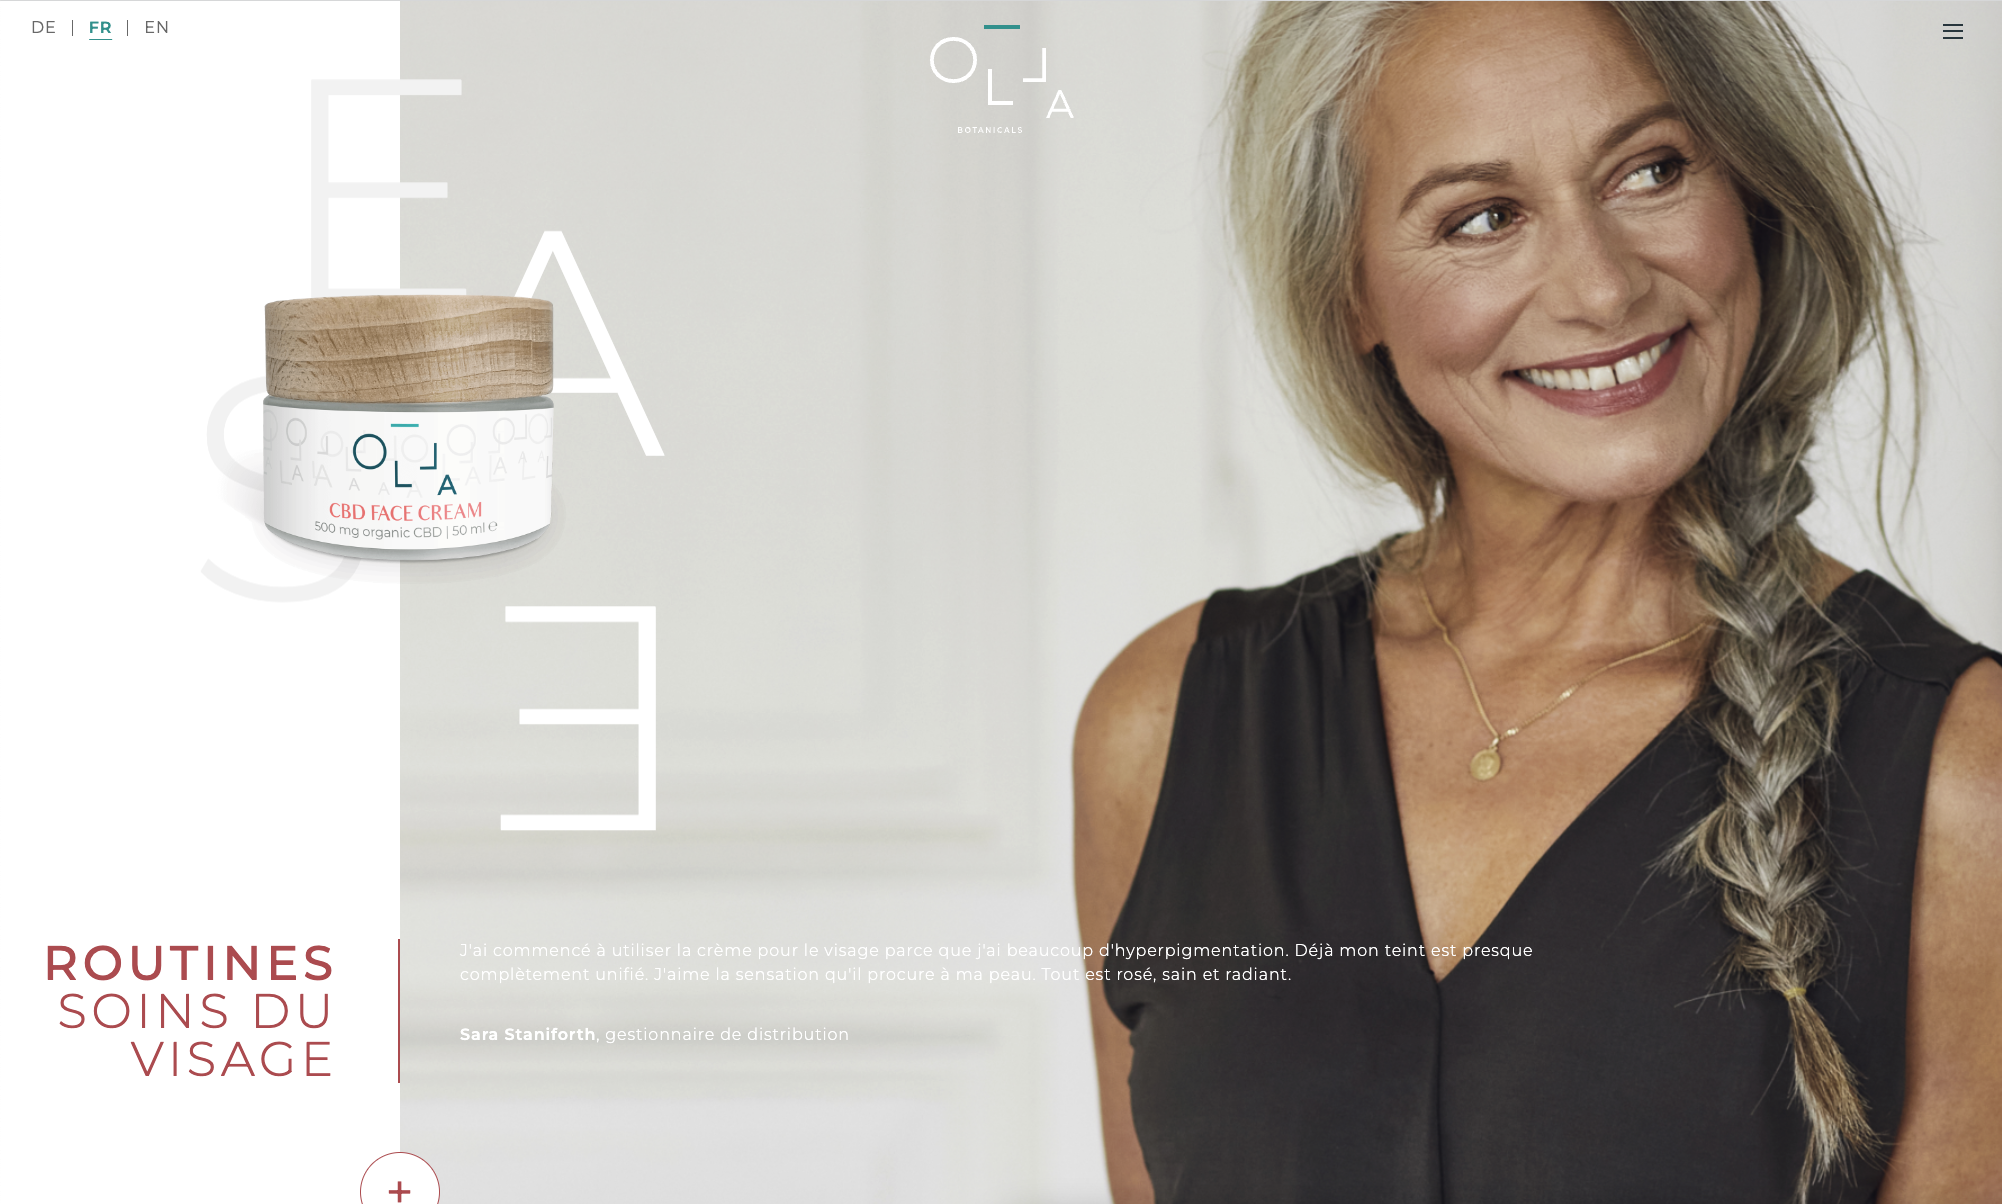 DE | FR | EN
OLLA
BOTANICALS
E
A
S
E
OLLA
CBD FACE CREAM
500 mg organic CBD | 50 ml ℮
ROUTINES
SOINS DU
VISAGE
J'ai commencé à utiliser la crème pour le visage parce que j'ai beaucoup d'hyperpigmentation. Déjà mon teint est presque
complètement unifié. J'aime la sensation qu'il procure à ma peau. Tout est rosé, sain et radiant.
Sara Staniforth, gestionnaire de distribution
+